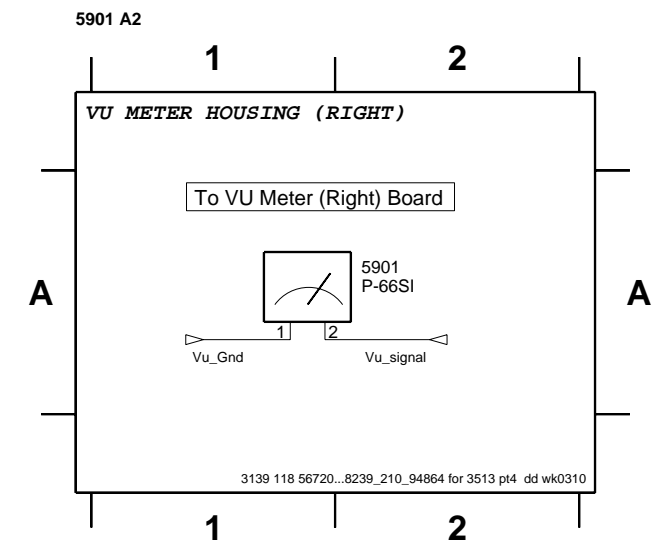 5901 A2
1 2
VU METER HOUSING (RIGHT)
To VU Meter (Right) Board
5901
P-66SI
A A
1 2
Vu_Gnd Vu_signal
3139 118 56720...8239_210_94864 for 3513 pt4 dd wk0310
1 2